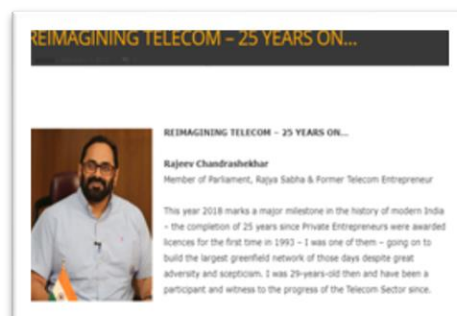 REIMAGINING TELECOM – 25 YEARS ON...
REIMAGINING TELECOM – 25 YEARS ON...
Rajeev Chandrashekhar
Member of Parliament, Rajya Sabha & Former Telecom Entrepreneur
This year 2018 marks a major milestone in the history of modern India
– the completion of 25 years since Private Entrepreneurs were awarded
licences for the first time in 1993 – I was one of them – going on to
build the largest greenfield network of those days despite great
adversity and scepticism. I was 29-years-old then and have been a
participant and witness to the progress of the Telecom Sector since.